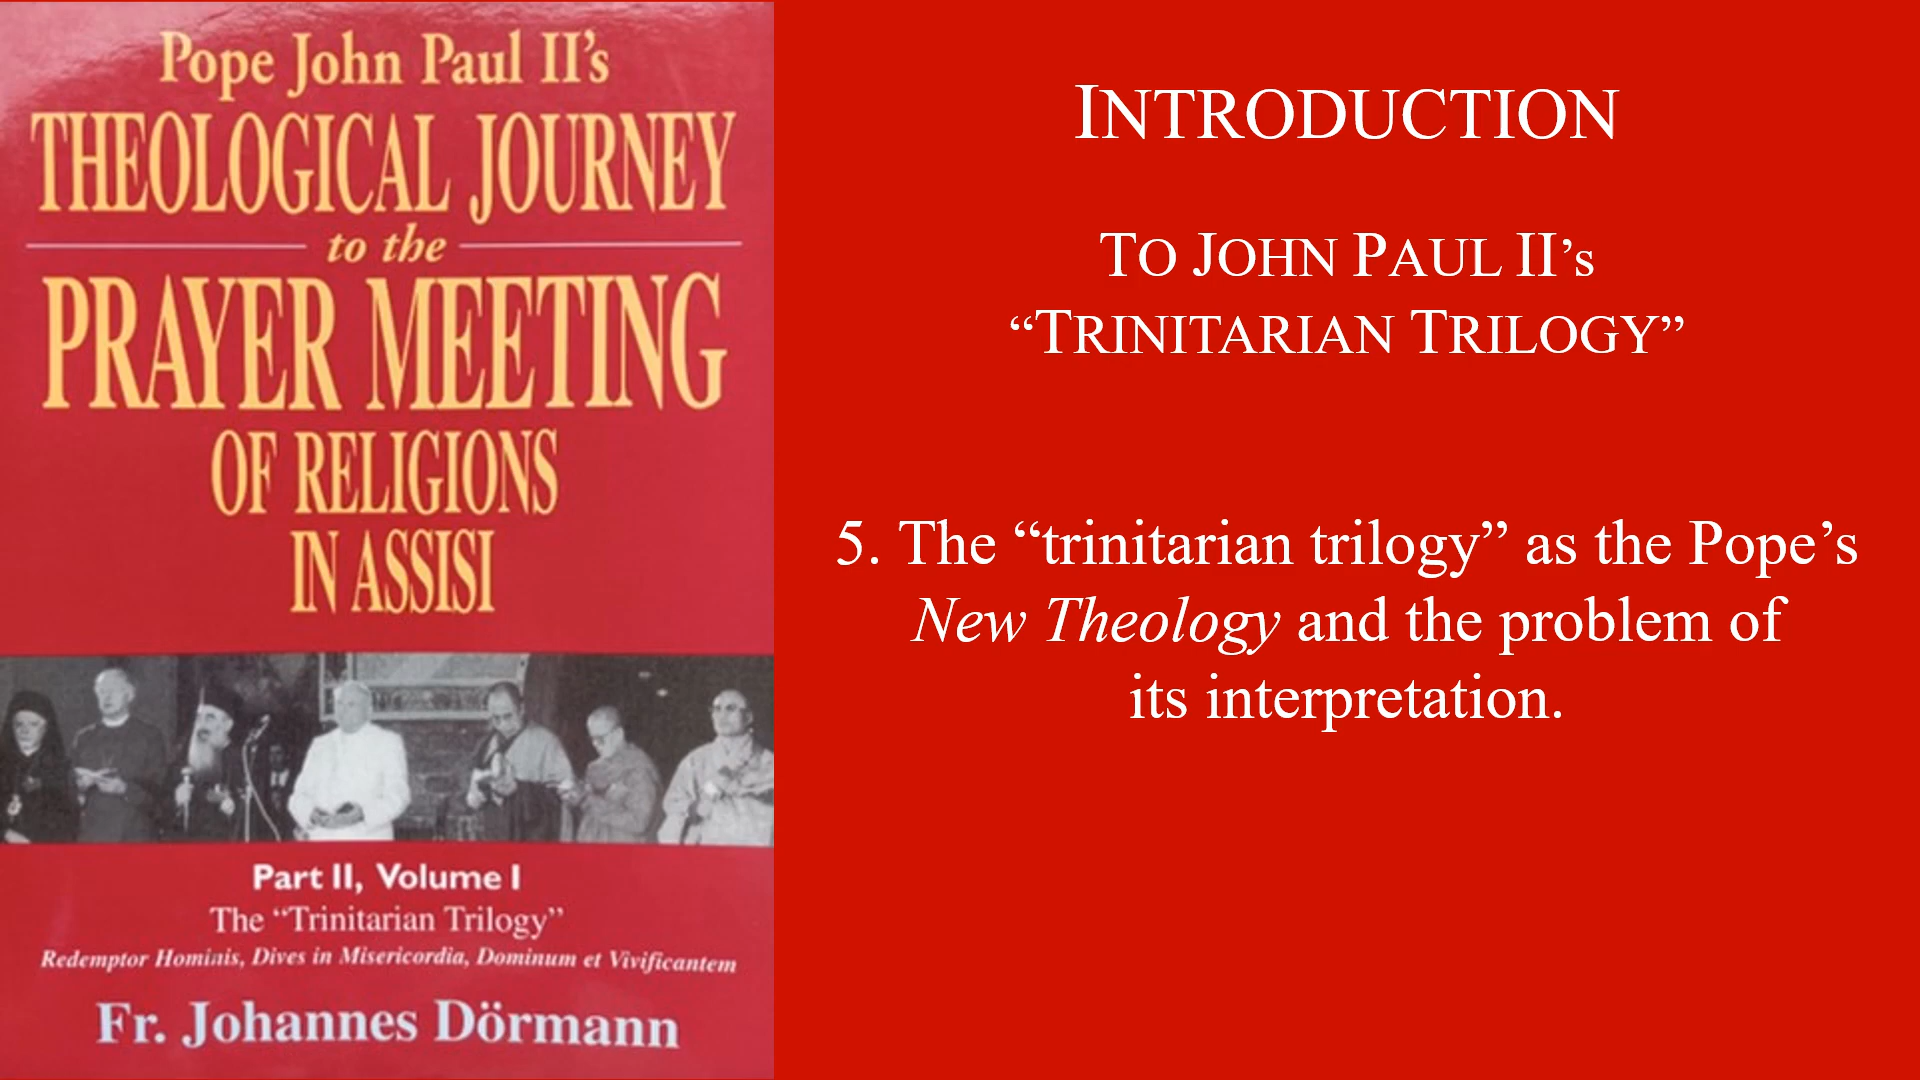 Pope John Paul II's
THEOLOGICAL JOURNEY
to the
PRAYER MEETING
OF RELIGIONS
IN ASSISI
Part II, Volume I
The “Trinitarian Trilogy”
Redemptor Hominis, Dives in Misericordia, Dominum et Vivificantem
Fr. Johannes Dörmann
INTRODUCTION
TO JOHN PAUL II’s
“TRINITARIAN TRILOGY”
5. The “trinitarian trilogy” as the Pope’s
New Theology and the problem of
its interpretation.